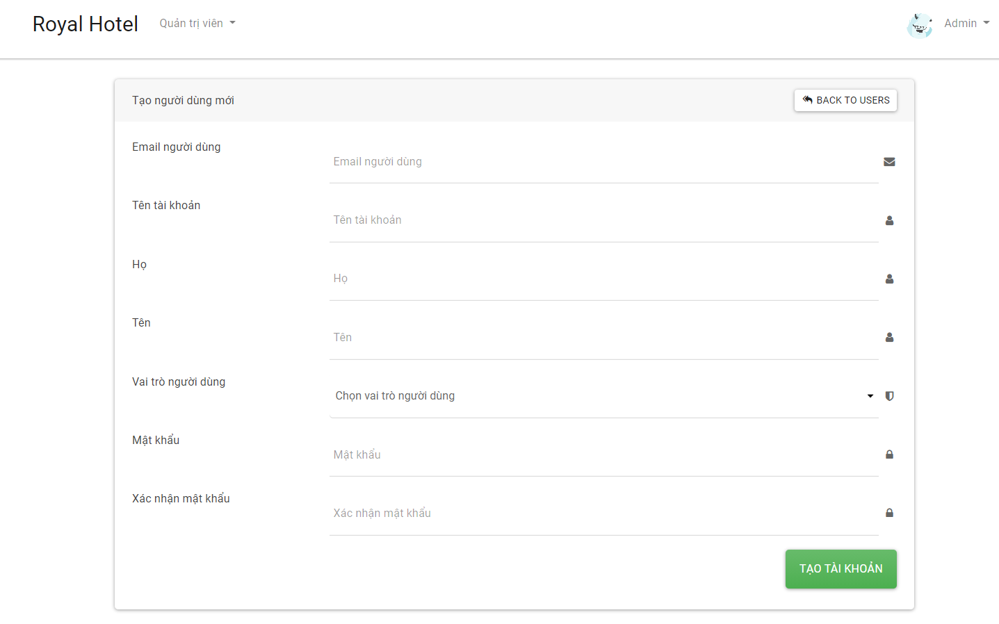 Royal Hotel
Quản trị viên
Admin
Tạo người dùng mới
BACK TO USERS
Email người dùng
Email người dùng
Tên tài khoản
Tên tài khoản
Họ
Họ
Tên
Tên
Vai trò người dùng
Chọn vai trò người dùng
Mật khẩu
Mật khẩu
Xác nhận mật khẩu
Xác nhận mật khẩu
TẠO TÀI KHOẢN